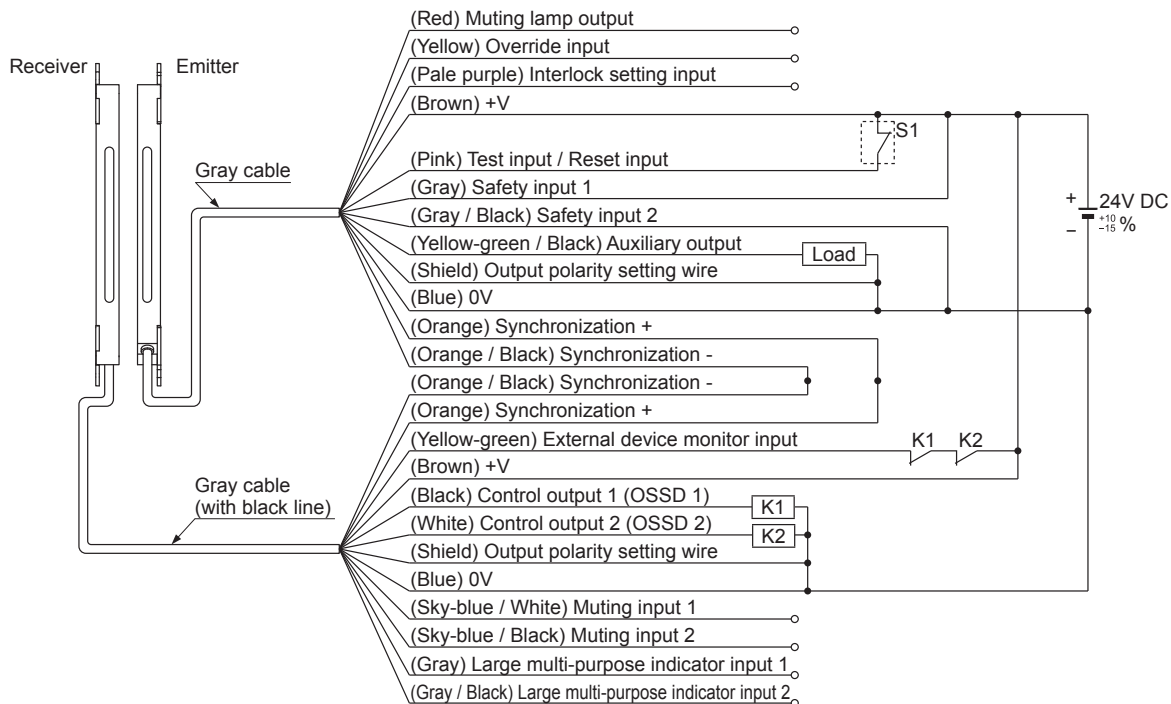 Receiver
Emitter
Gray cable
Gray cable
(with black line)
(Red) Muting lamp output
(Yellow) Override input
(Pale purple) Interlock setting input
(Brown) +V
S1
(Pink) Test input / Reset input
(Gray) Safety input 1
(Gray / Black) Safety input 2
(Yellow-green / Black) Auxiliary output
Load
(Shield) Output polarity setting wire
(Blue) 0V
(Orange) Synchronization +
(Orange / Black) Synchronization -
(Orange / Black) Synchronization -
(Orange) Synchronization +
(Yellow-green) External device monitor input
K1
K2
(Brown) +V
(Black) Control output 1 (OSSD 1)
K1
(White) Control output 2 (OSSD 2)
K2
(Shield) Output polarity setting wire
(Blue) 0V
(Sky-blue / White) Muting input 1
(Sky-blue / Black) Muting input 2
(Gray) Large multi-purpose indicator input 1
(Gray / Black) Large multi-purpose indicator input 2
+
−
24V DC
+10
−15 %